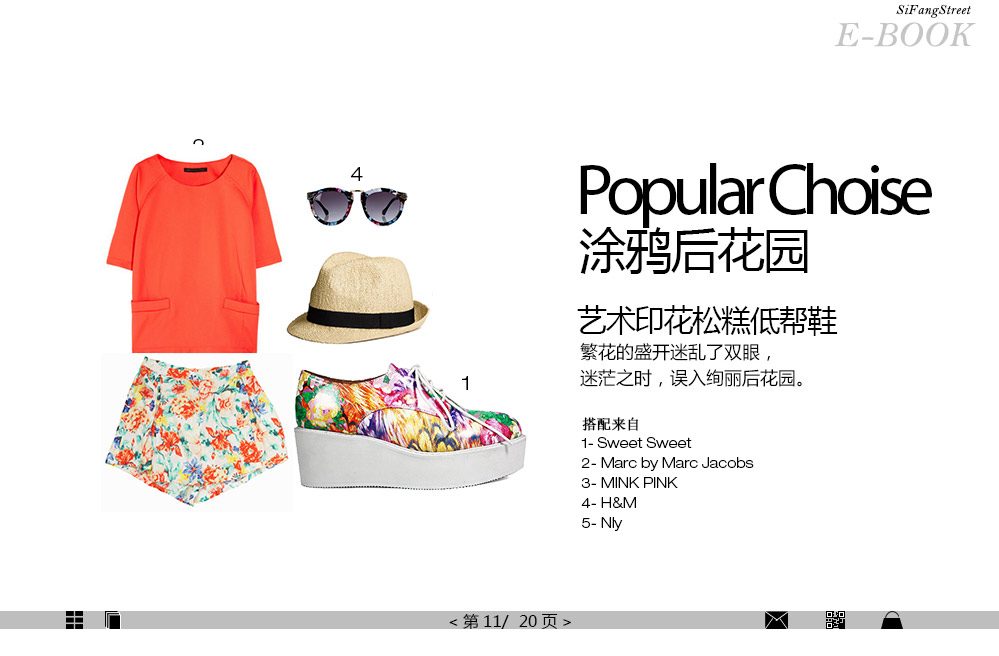 SiFangStreet
E-BOOK
4
1
Popular Choise
涂鸦后花园
艺术印花松糕低帮鞋
繁花的盛开迷乱了双眼，
迷茫之时，误入绚丽后花园。
搭配来自
1- Sweet Sweet
2- Marc by Marc Jacobs
3- MINK PINK
4- H&M
5- Nly
< 第 11/ 20 页 >